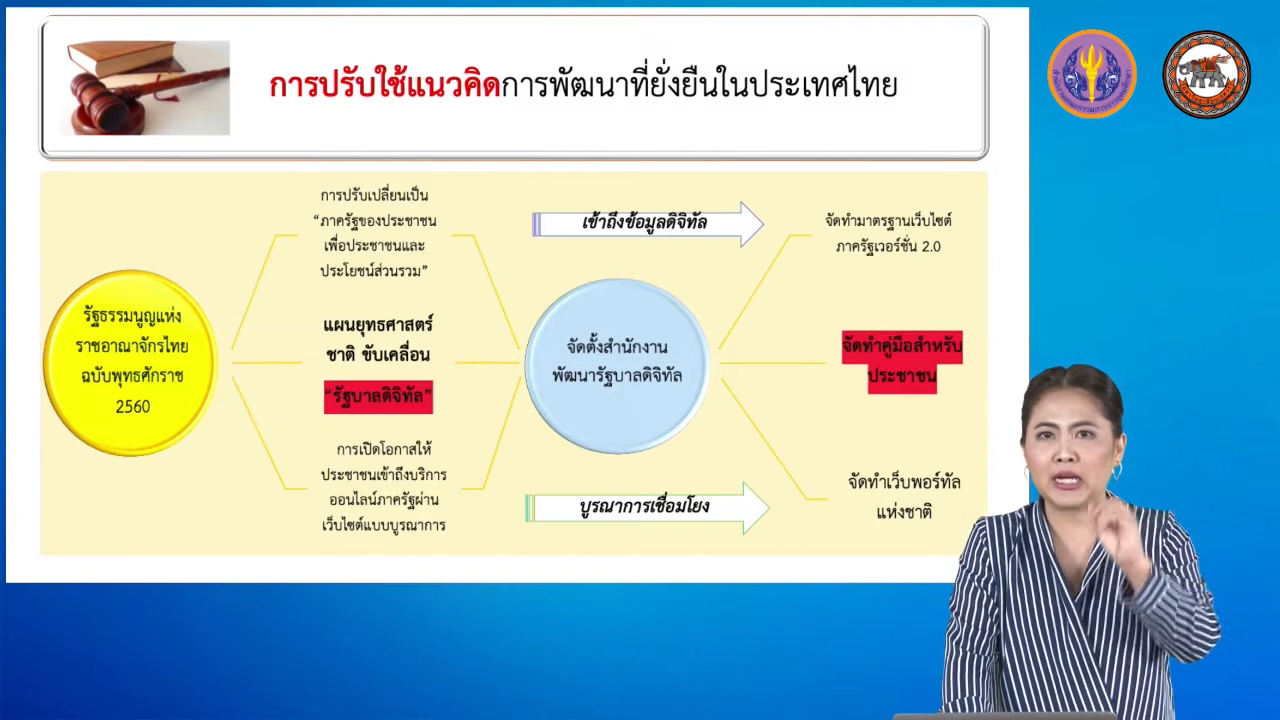 การปรับใช้แนวคิดการพัฒนาที่ยั่งยืนในประเทศไทย
รัฐธรรมนูญแห่ง
ราชอาณาจักรไทย
ฉบับพุทธศักราช
2560
การปรับเปลี่ยนเป็น
“ภาครัฐของประชาชน
เพื่อประชาชนและ
ประโยชน์ส่วนรวม”
แผนยุทธศาสตร์
ชาติ ขับเคลื่อน
“รัฐบาลดิจิทัล”
การเปิดโอกาสให้
ประชาชนเข้าถึงบริการ
ออนไลน์ภาครัฐผ่าน
เว็บไซต์แบบบูรณาการ
เข้าถึงข้อมูลดิจิทัล
จัดตั้งสำนักงาน
พัฒนารัฐบาลดิจิทัล
บูรณาการเชื่อมโยง
จัดทำมาตรฐานเว็บไซต์
ภาครัฐเวอร์ชั่น 2.0
จัดทำคู่มือสำหรับ
ประชาชน
จัดทำเว็บพอร์ทัล
แห่งชาติ